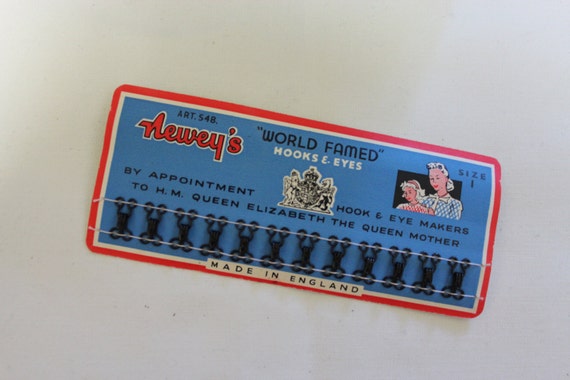 ART. S48.
Newey's
"WORLD FAMED"
HOOKS & EYES
SIZE
1
BY APPOINTMENT
HOOK & EYE MAKERS
TO H.M. QUEEN ELIZABETH THE QUEEN MOTHER
MADE IN ENGLAND